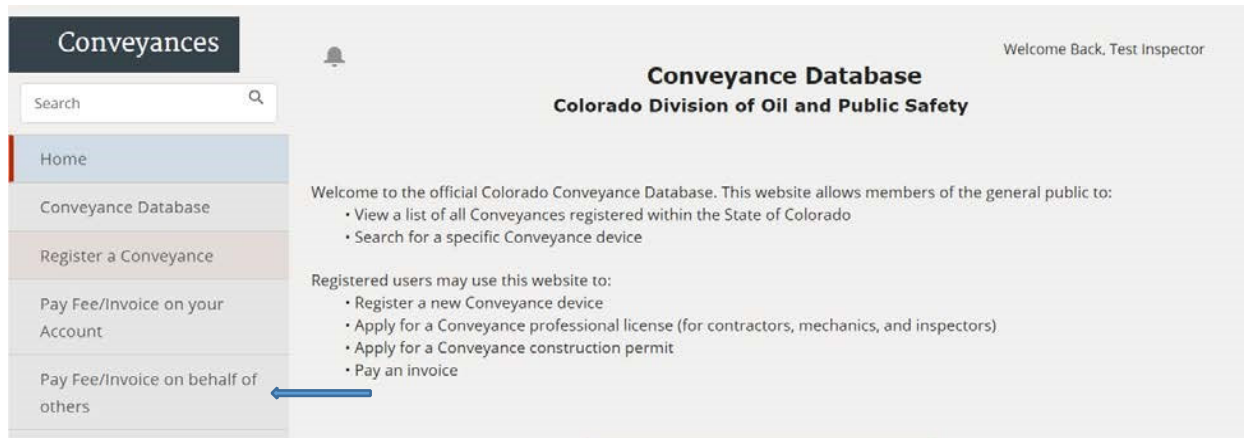 Conveyances
Search
Home
Conveyance Database
Register a Conveyance
Pay Fee/Invoice on your
Account
Pay Fee/Invoice on behalf of
others
Welcome Back, Test Inspector
Conveyance Database
Colorado Division of Oil and Public Safety
Welcome to the official Colorado Conveyance Database. This website allows members of the general public to:
• View a list of all Conveyances registered within the State of Colorado
• Search for a specific Conveyance device
Registered users may use this website to:
• Register a new Conveyance device
• Apply for a Conveyance professional license (for contractors, mechanics, and inspectors)
• Apply for a Conveyance construction permit
• Pay an invoice